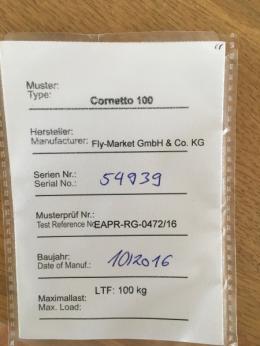 Muster:
Type: Cornetto 100
Hersteller:
Manufacturer: Fly-Market GmbH & Co. KG
Serien Nr.:
Serial No.: 54939
Musterprüf Nr.:
Test Reference Nr EAPR-RG-0472/16
Baujahr:
Date of Manuf.: 10/2016
Maximallast: LTF: 100 kg
Max. Load: